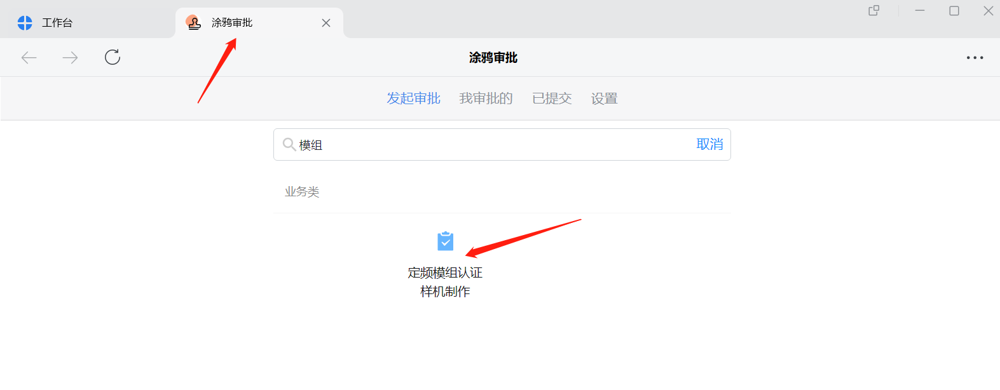 工作台
涂鸦审批
涂鸦审批
发起审批 我审批的 已提交 设置
模组 取消
业务类
定频模组认证
样机制作